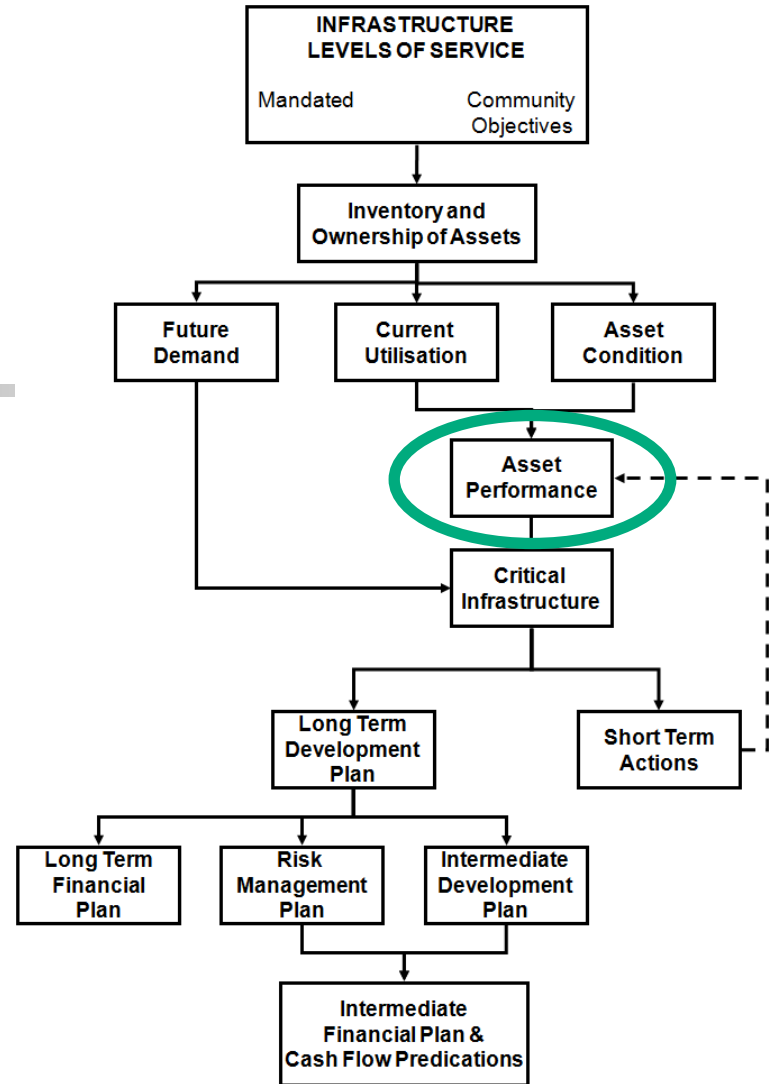 INFRASTRUCTURE
LEVELS OF SERVICE
Mandated
Community
Objectives
Inventory and
Ownership of Assets
Future
Demand
Current
Utilisation
Asset
Condition
Asset
Performance
Critical
Infrastructure
Long Term
Development
Plan
Short Term
Actions
Long Term
Financial
Plan
Risk
Management
Plan
Intermediate
Development
Plan
Intermediate
Financial Plan &
Cash Flow Predications